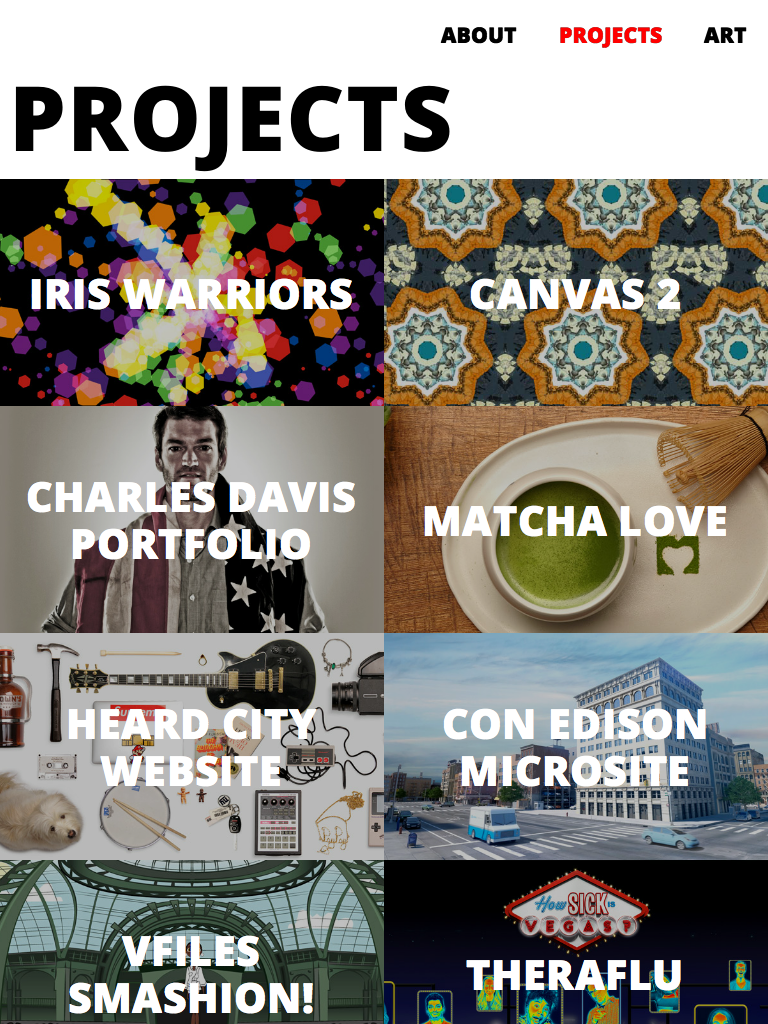 ABOUT PROJECTS ART
PROJECTS
IRIS WARRIORS
CANVAS 2
CHARLES DAVIS
PORTFOLIO
MATCHA LOVE
HEARD CITY
WEBSITE
CON EDISON
MICROSITE
VFILES
SMASHION!
How SICK IS
VEGAS?
THERAFLU